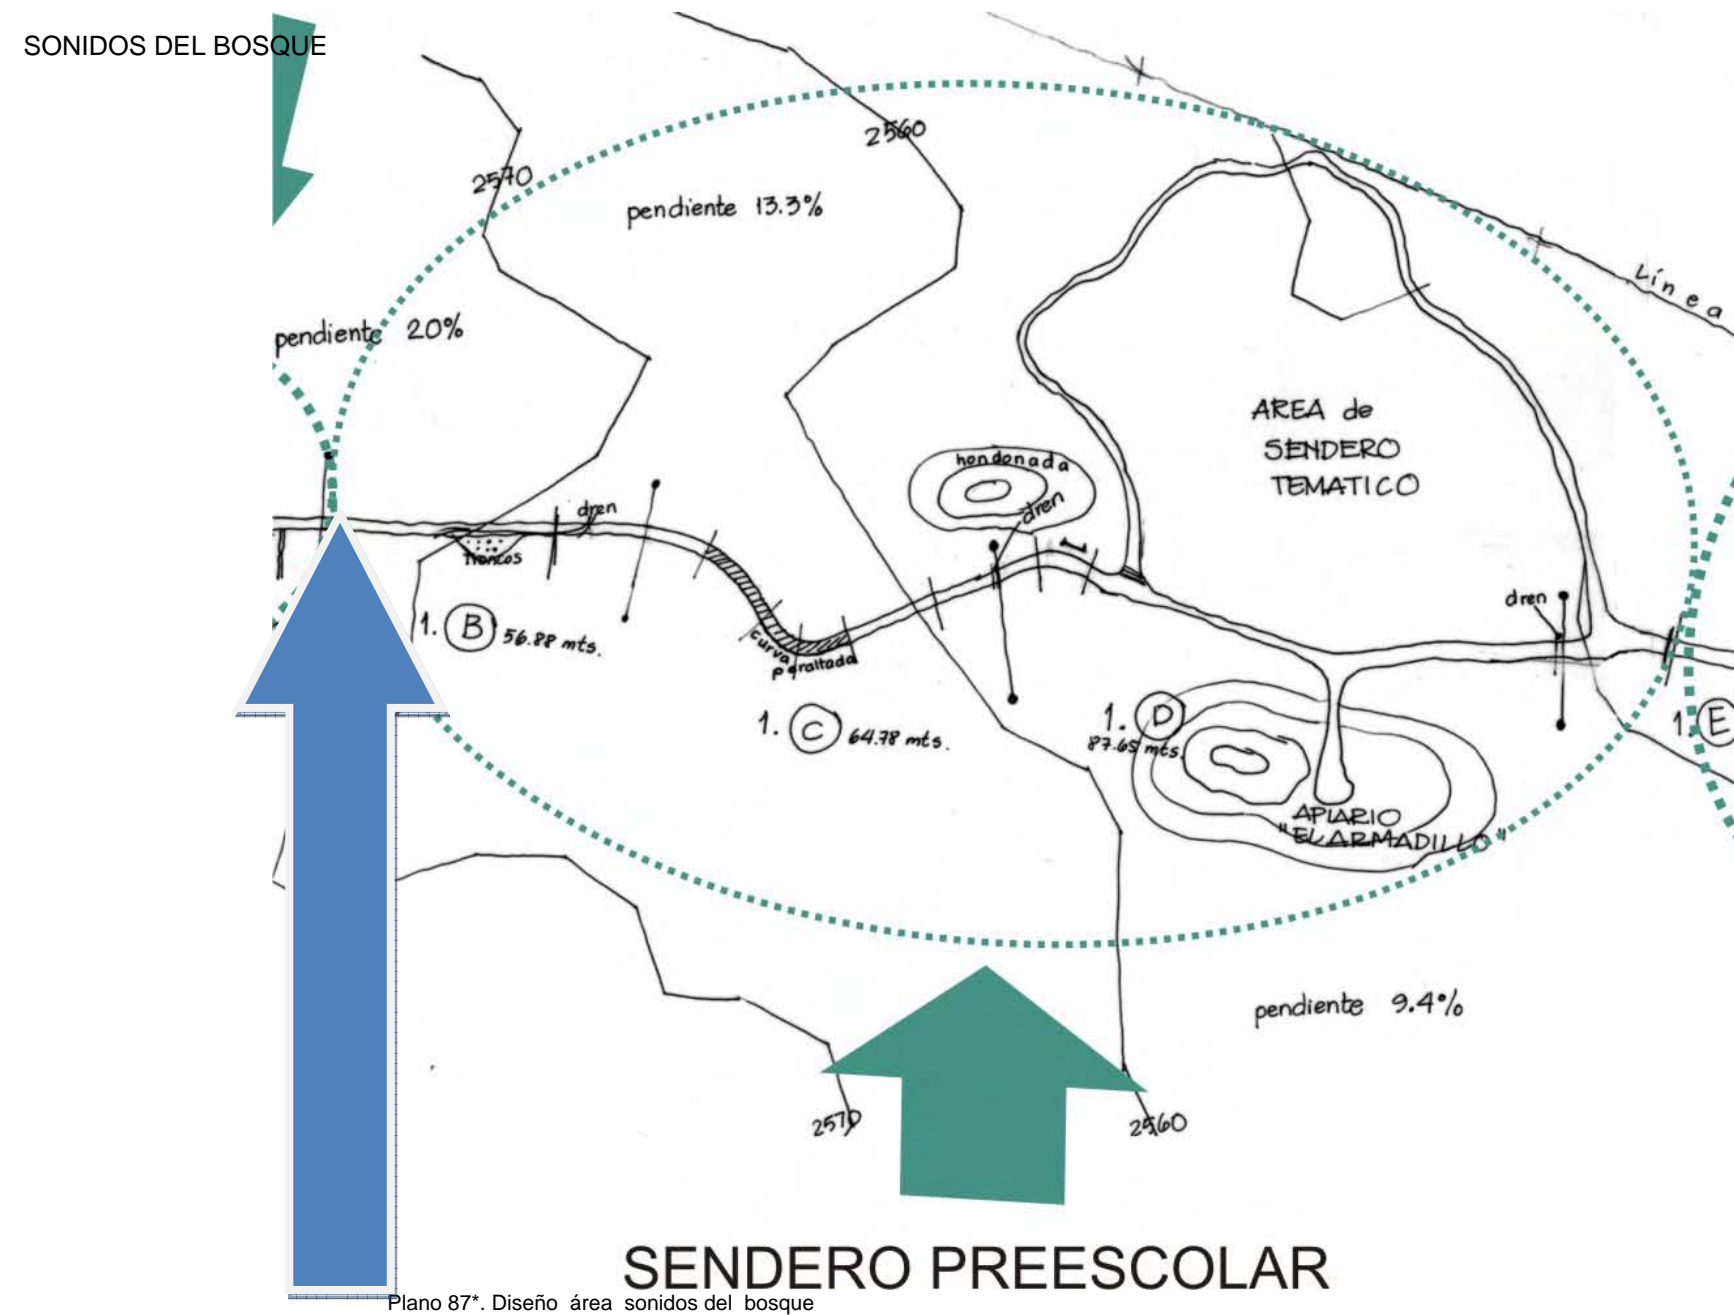 SONIDOS DEL BOSQUE
2560
2570
pendiente 13.3%
Línea
pendiente 20%
AREA de
SENDERO
TEMATICO
hondonada
dren
dren
troncos
dren
1. B 56.88 mts.
curva
peraltada
1. C 64.78 mts.
1. D
87.65 mts.
1. E
APIARIO
"EL ARMADILLO"
pendiente 9.4%
2570
2560
SENDERO PREESCOLAR
Plano 87*. Diseño área sonidos del bosque